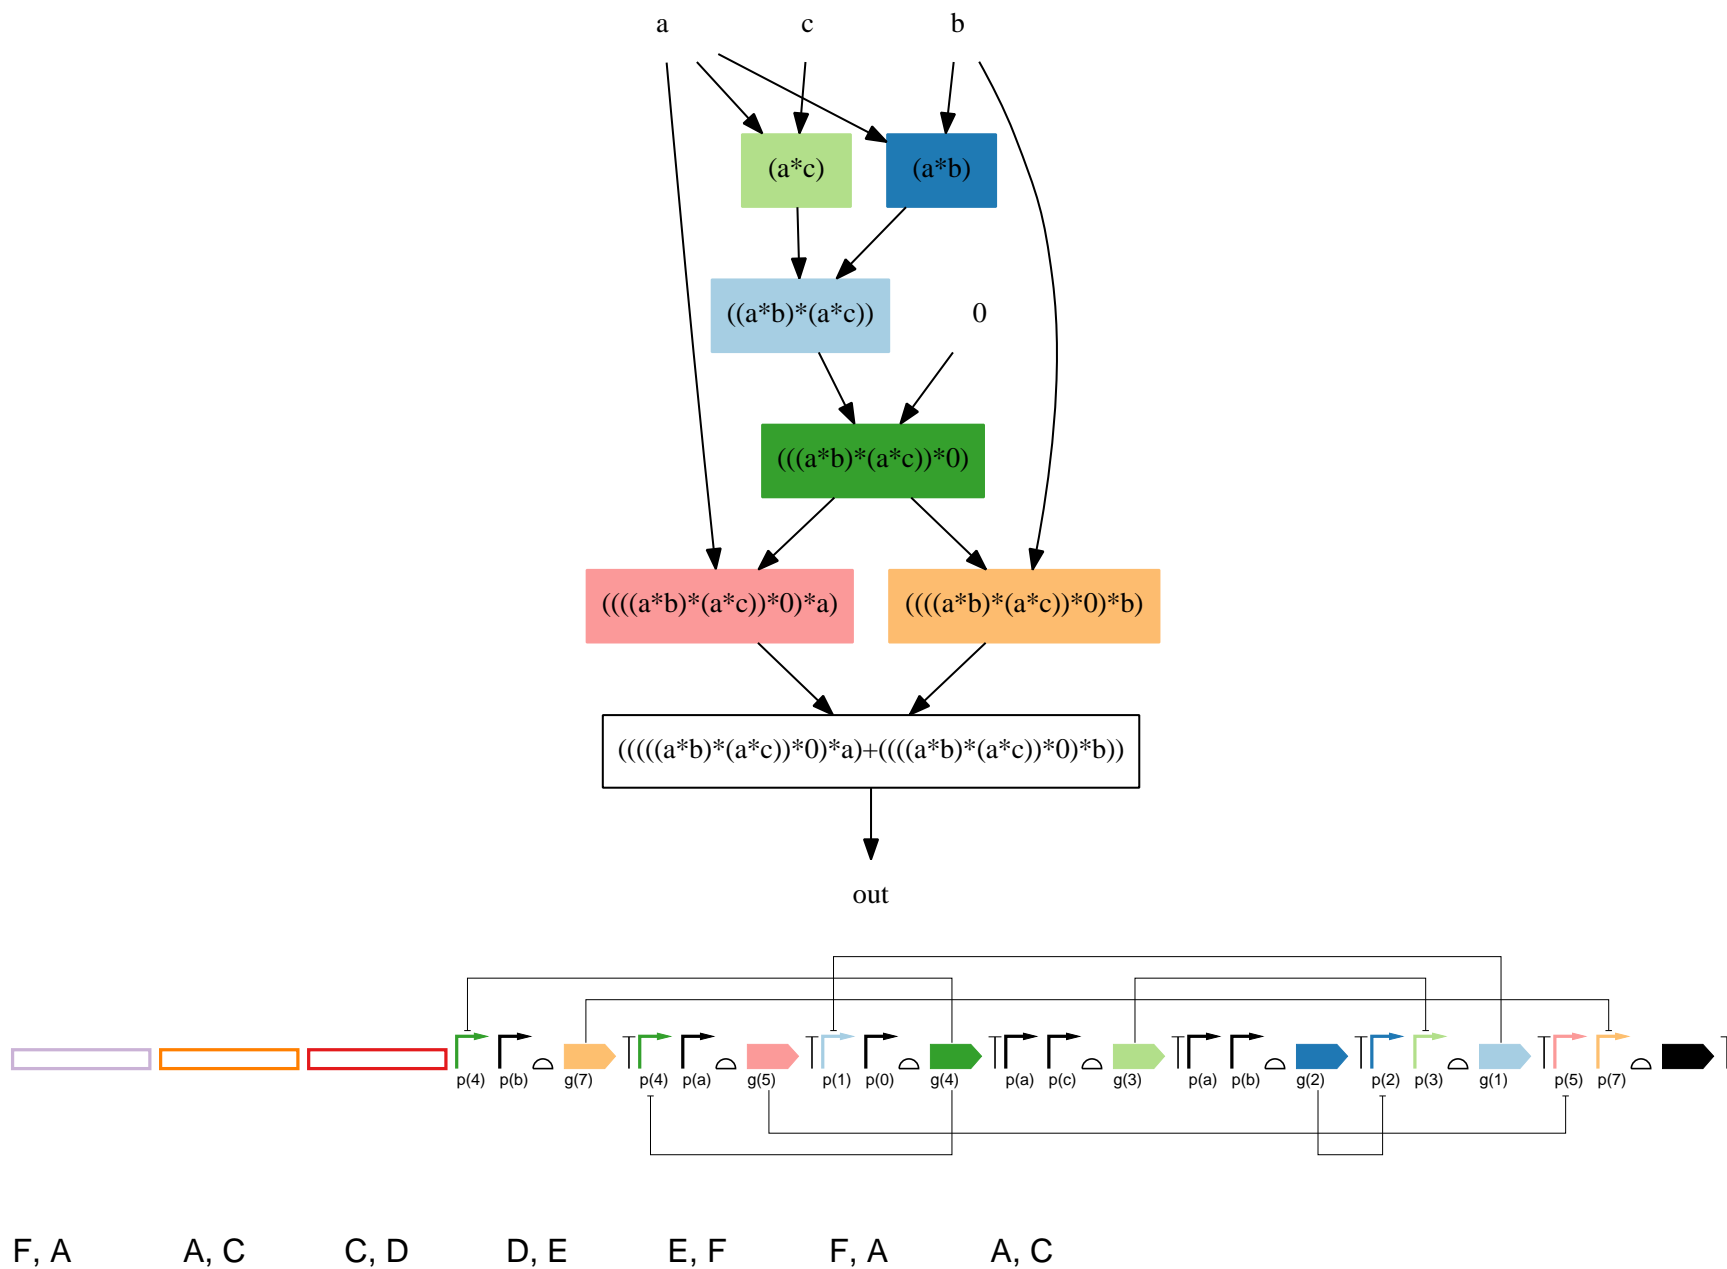 a c b
(a*c) (a*b)
((a*b)*(a*c)) 0
(((a*b)*(a*c))*0)
((((a*b)*(a*c))*0)*a) ((((a*b)*(a*c))*0)*b)
(((((a*b)*(a*c))*0)*a)+((((a*b)*(a*c))*0)*b))
out
p(4) p(b) g(7) p(4) p(a) g(5) p(1) p(0) g(4) p(a) p(c) g(3) p(a) p(b) g(2) p(2) p(3) g(1) p(5) p(7)
F, A A, C C, D D, E E, F F, A A, C